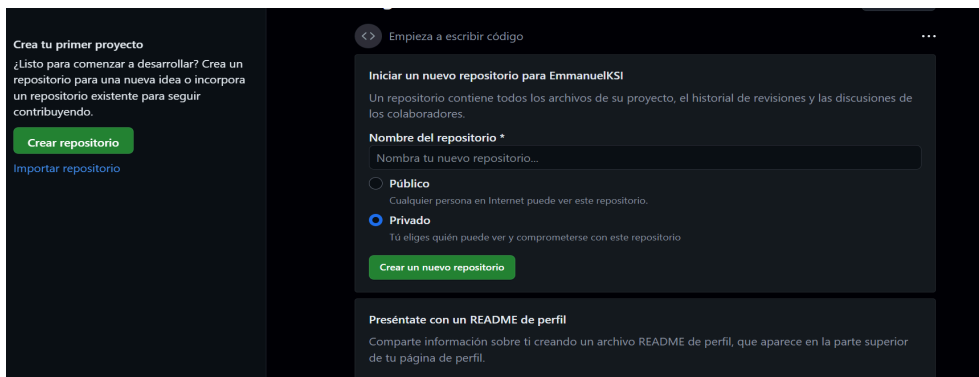 Crea tu primer proyecto
¿Listo para comenzar a desarrollar? Crea un
repositorio para una nueva idea o incorpora
un repositorio existente para seguir
contribuyendo.
Crear repositorio
Importar repositorio
<> Empieza a escribir código
...
Iniciar un nuevo repositorio para EmmanuelKSI
Un repositorio contiene todos los archivos de su proyecto, el historial de revisiones y las discusiones de
los colaboradores.
Nombre del repositorio *
Nombra tu nuevo repositorio...
Público
Cualquier persona en Internet puede ver este repositorio.
Privado
Tú eliges quién puede ver y comprometerse con este repositorio
Crear un nuevo repositorio
Preséntate con un README de perfil
Comparte información sobre ti creando un archivo README de perfil, que aparece en la parte superior
de tu página de perfil.